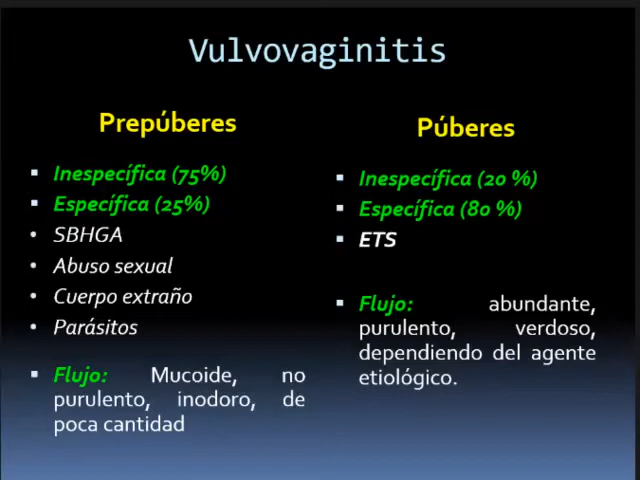 Vulvovaginitis
Prepúberes
Inespecífica (75%)
Específica (25%)
SBHGA
Abuso sexual
Cuerpo extraño
Parásitos
Flujo: Mucoide, no
purulento, inodoro, de
poca cantidad
Púberes
Inespecífica (20 %)
Específica (80 %)
ETS
Flujo: abundante,
purulento, verdoso,
dependiendo del agente
etiológico.